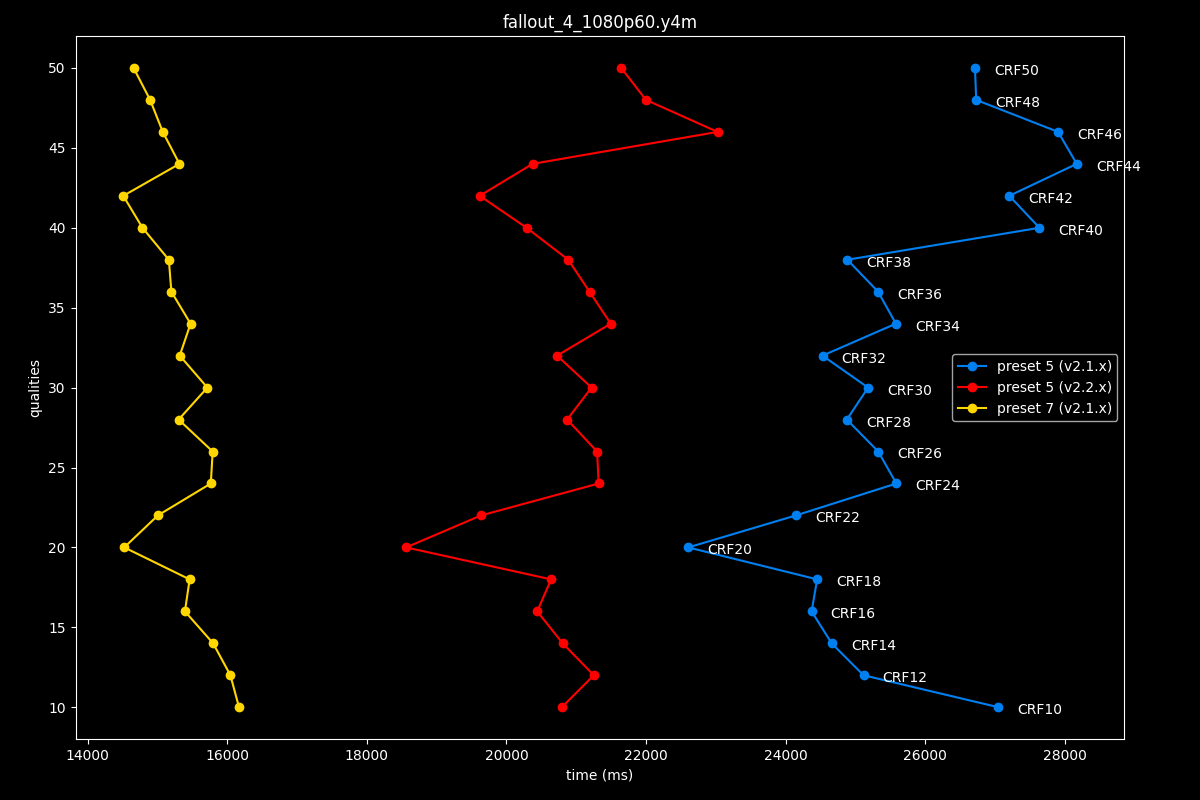 fallout_4_1080p60.y4m
50
45
40
35
30
25
20
15
10
qualities
CRF50
CRF48
CRF46
CRF44
CRF42
CRF40
CRF38
CRF36
CRF34
CRF32
CRF30
CRF28
CRF26
CRF24
CRF22
CRF20
CRF18
CRF16
CRF14
CRF12
CRF10
preset 5 (v2.1.x)
preset 5 (v2.2.x)
preset 7 (v2.1.x)
14000 16000 18000 20000 22000 24000 26000 28000
time (ms)